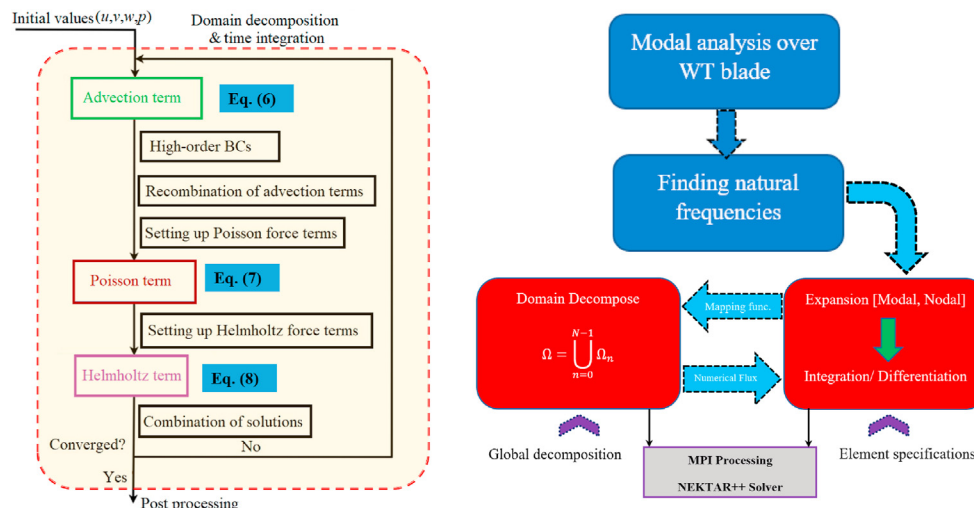 Initial values(u,v,w,p)
Domain decomposition
& time integration
Advection term
Eq. (6)
High-order BCs
Recombination of advection terms
Setting up Poisson force terms
Poisson term
Eq. (7)
Setting up Helmholtz force terms
Helmholtz term
Eq. (8)
Combination of solutions
Converged?
No
Yes
Post processing
Modal analysis over
WT blade
Finding natural
frequencies
Domain Decompose
Ω = ⋃_{n=0}^{N-1} Ω_n
Mapping func.
Numerical Flux
Expansion [Modal, Nodal]
Integration/ Differentiation
Global decomposition
Element specifications
MPI Processing
NEKTAR++ Solver